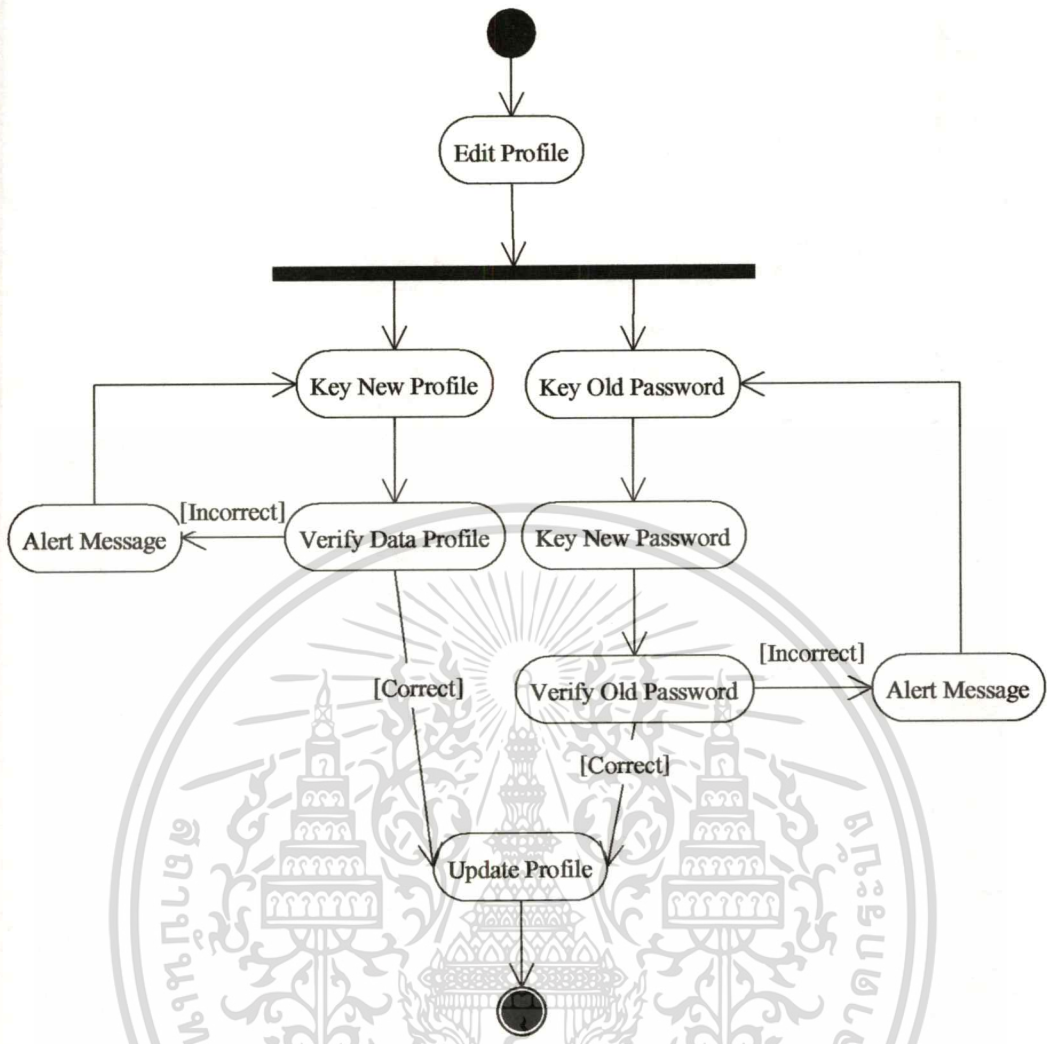 Edit Profile
Key New Profile
Key Old Password
[Incorrect]
Alert Message
Verify Data Profile
Key New Password
[Incorrect]
[Correct]
Verify Old Password
Alert Message
[Correct]
Update Profile